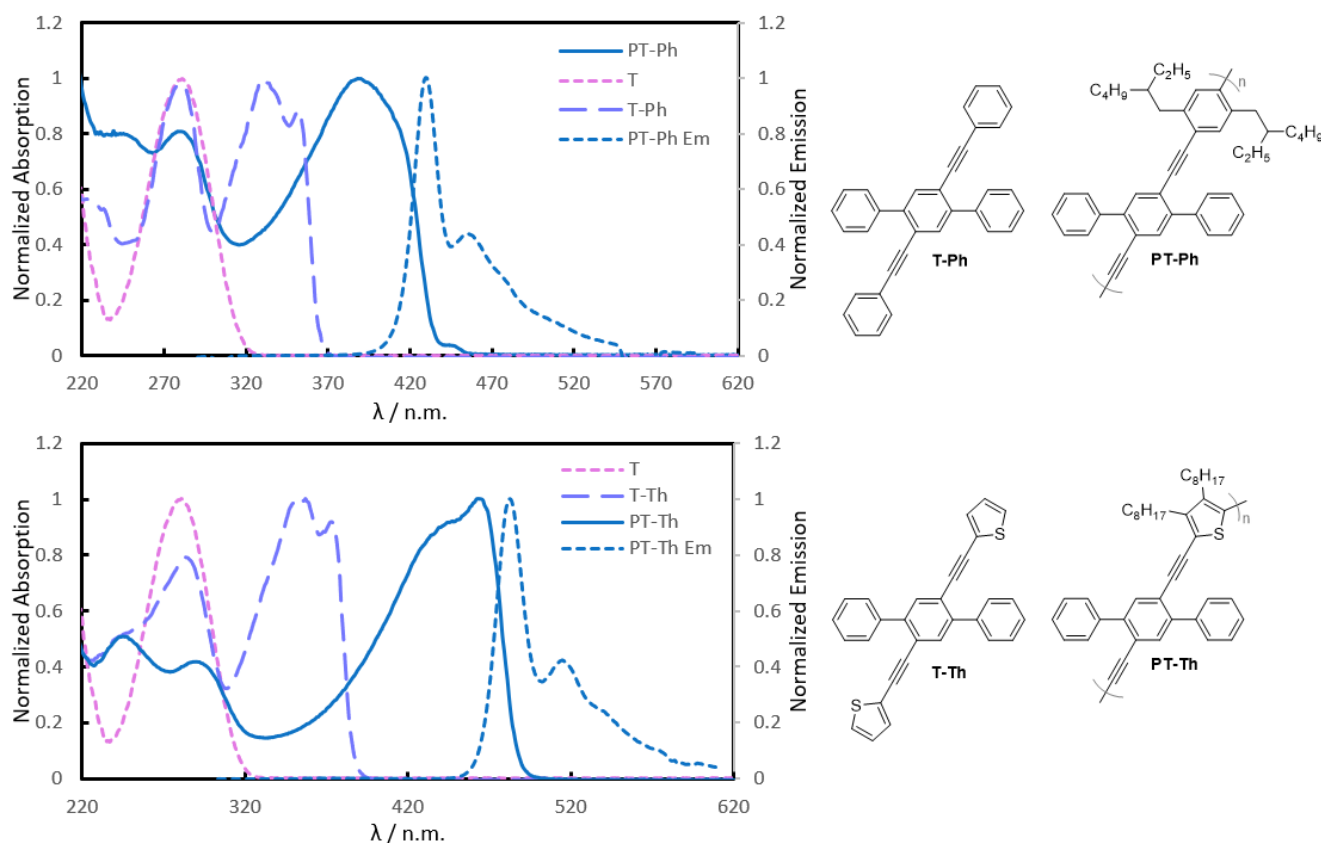 Normalized Absorption
1.2
1
0.8
0.6
0.4
0.2
0
PT-Ph
T
T-Ph
PT-Ph Em
1.2
1
0.8
0.6
0.4
0.2
0
Normalized Emission
220 270 320 370 420 470 520 570 620
λ / n.m.
C2H5
C4H9
n
C4H9
C2H5
T-Ph
PT-Ph
Normalized Absorption
1.2
1
0.8
0.6
0.4
0.2
0
T
T-Th
PT-Th
PT-Th Em
1.2
1
0.8
0.6
0.4
0.2
0
Normalized Emission
220 320 420 520 620
λ / n.m.
C8H17
C8H17
S
n
S
T-Th
S
PT-Th